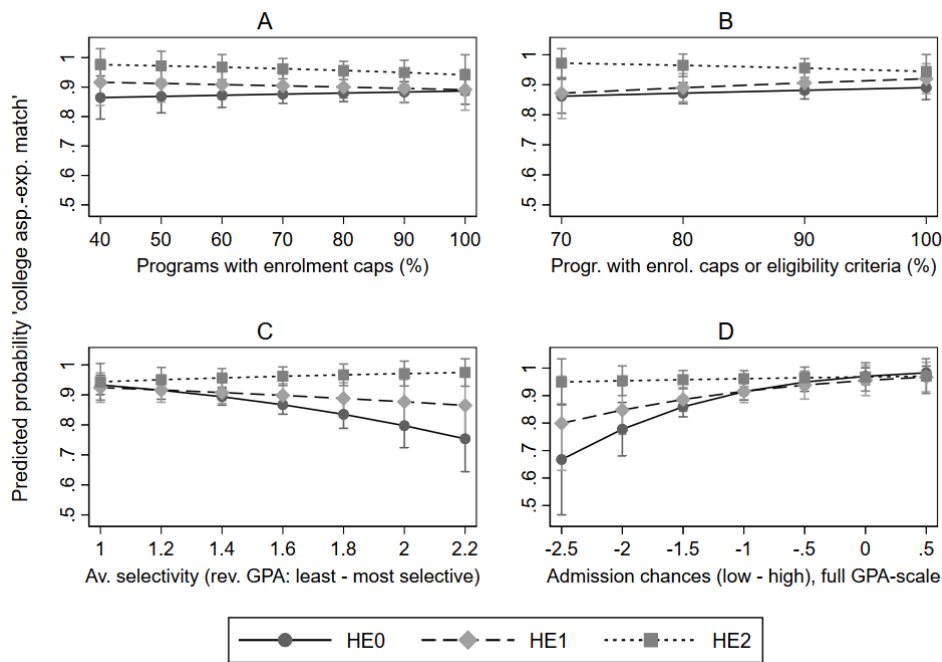 A
B
1
.9
.8
.7
.6
.5
40 50 60 70 80 90 100
Programs with enrolment caps (%)
1
.9
.8
.7
.6
.5
70 80 90 100
Progr. with enrol. caps or eligibility criteria (%)
Predicted probability 'college asp.-exp. match'
C
D
1
.9
.8
.7
.6
.5
1 1.2 1.4 1.6 1.8 2 2.2
Av. selectivity (rev. GPA: least - most selective)
1
.9
.8
.7
.6
.5
-2.5 -2 -1.5 -1 -.5 0 .5
Admission chances (low - high), full GPA-scale
HE0 HE1 HE2